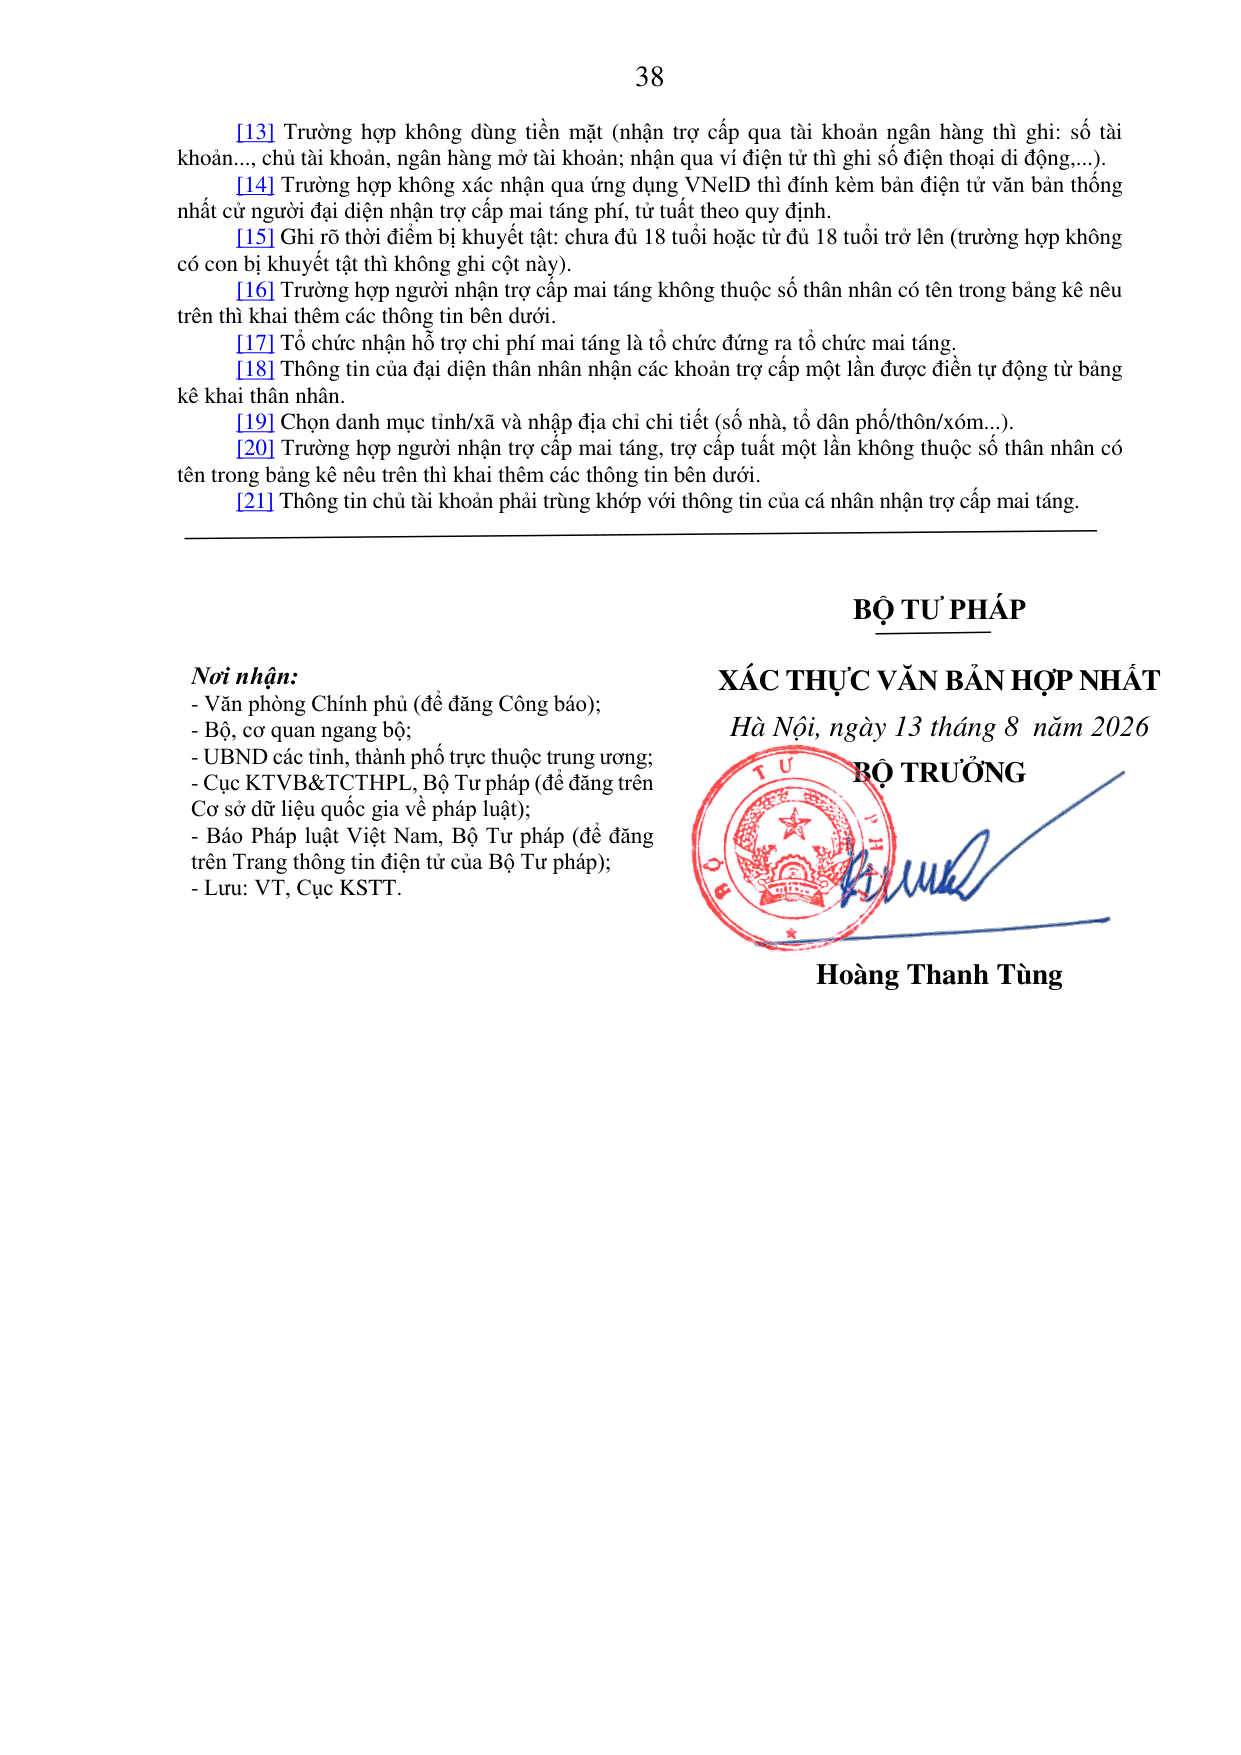 38
[13] Trường hợp không dùng tiền mặt (nhận trợ cấp qua tài khoản ngân hàng thì ghi: số tài
khoản..., chủ tài khoản, ngân hàng mở tài khoản; nhận qua ví điện tử thì ghi số điện thoại di động,...).
[14] Trường hợp không xác nhận qua ứng dụng VNelD thì đính kèm bản điện tử văn bản thống
nhất cử người đại diện nhận trợ cấp mai táng phí, tử tuất theo quy định.
[15] Ghi rõ thời điểm bị khuyết tật: chưa đủ 18 tuổi hoặc từ đủ 18 tuổi trở lên (trường hợp không
có con bị khuyết tật thì không ghi cột này).
[16] Trường hợp người nhận trợ cấp mai táng không thuộc số thân nhân có tên trong bảng kê nêu
trên thì khai thêm các thông tin bên dưới.
[17] Tổ chức nhận hỗ trợ chi phí mai táng là tổ chức đứng ra tổ chức mai táng.
[18] Thông tin của đại diện thân nhân nhận các khoản trợ cấp một lần được điền tự động từ bảng
kê khai thân nhân.
[19] Chọn danh mục tỉnh/xã và nhập địa chỉ chi tiết (số nhà, tổ dân phố/thôn/xóm...).
[20] Trường hợp người nhận trợ cấp mai táng, trợ cấp tuất một lần không thuộc số thân nhân có
tên trong bảng kê nêu trên thì khai thêm các thông tin bên dưới.
[21] Thông tin chủ tài khoản phải trùng khớp với thông tin của cá nhân nhận trợ cấp mai táng.
BỘ TƯ PHÁP
XÁC THỰC VĂN BẢN HỢP NHẤT
Hà Nội, ngày 13 tháng 8 năm 2026
BỘ TRƯỞNG
BỘ TƯ PHÁP
Hoàng Thanh Tùng
Nơi nhận:
- Văn phòng Chính phủ (để đăng Công báo);
- Bộ, cơ quan ngang bộ;
- UBND các tỉnh, thành phố trực thuộc trung ương;
- Cục KTVB&TCTHPL, Bộ Tư pháp (để đăng trên
Cơ sở dữ liệu quốc gia về pháp luật);
- Báo Pháp luật Việt Nam, Bộ Tư pháp (để đăng
trên Trang thông tin điện tử của Bộ Tư pháp);
- Lưu: VT, Cục KSTT.